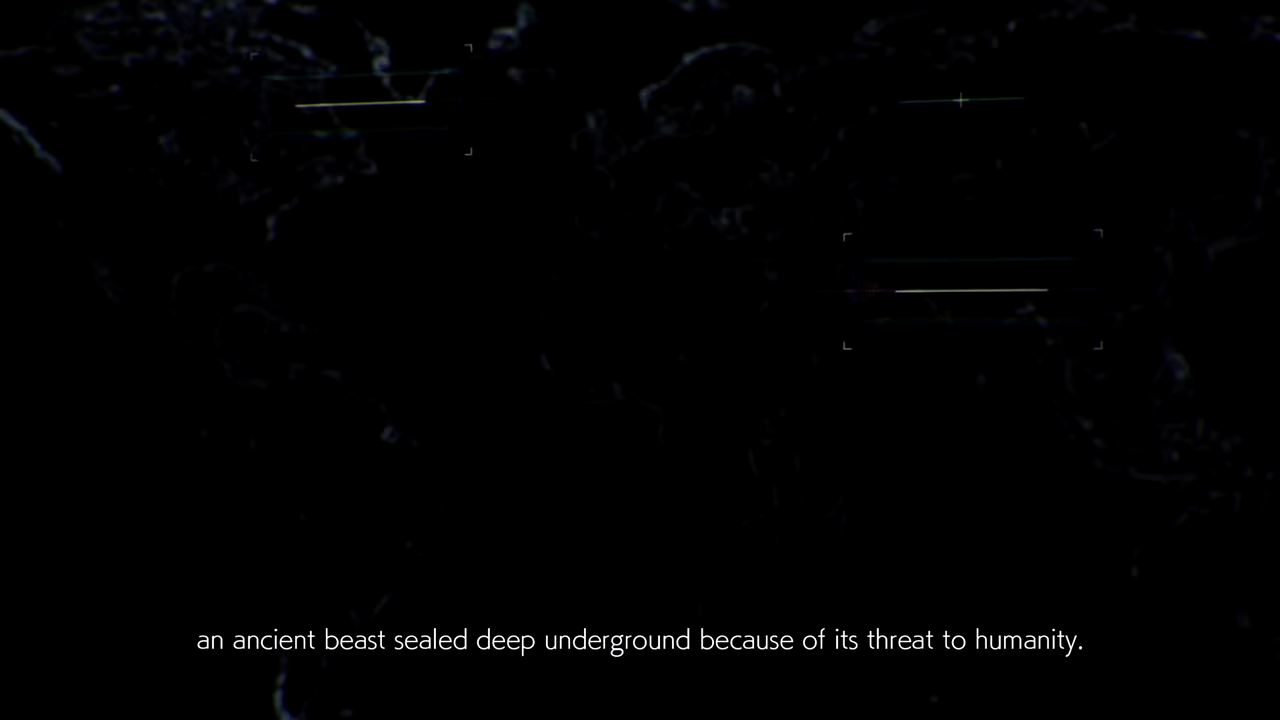 an ancient beast sealed deep underground because of its threat to humanity.